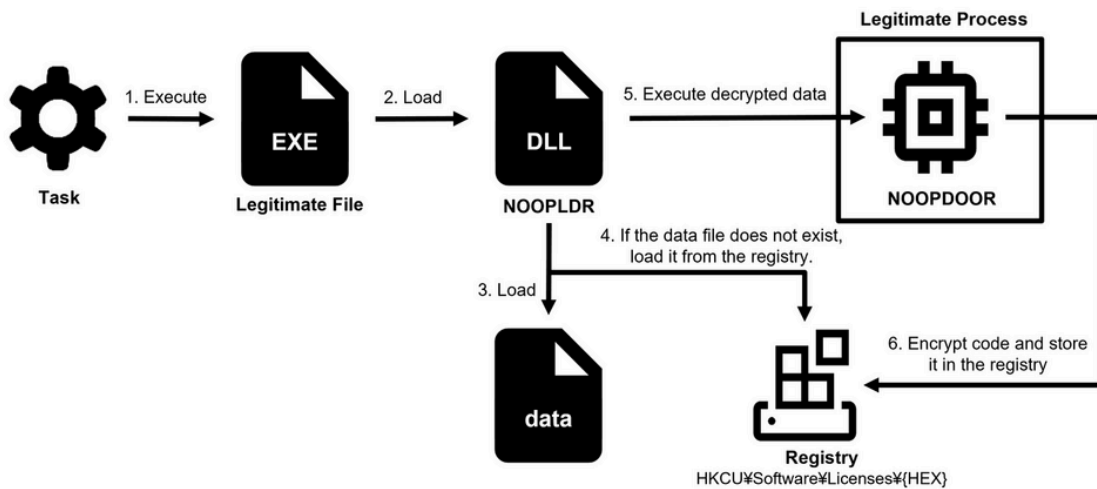 Legitimate Process
1. Execute
2. Load
5. Execute decrypted data
EXE
DLL
Task
Legitimate File
NOOPLDR
NOOPDOOR
4. If the data file does not exist,
load it from the registry.
3. Load
6. Encrypt code and store
it in the registry
data
Registry
HKCU¥Software¥Licenses¥{HEX}